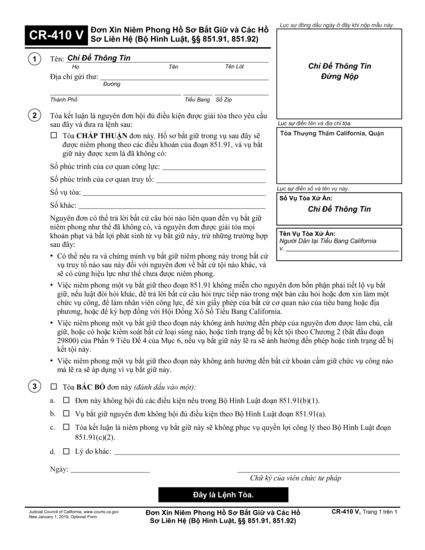 CR-410 V
Đơn Xin Niêm Phong Hồ Sơ Bắt Giữ và Các Hồ
Sơ Liên Hệ (Bộ Hình Luật, §§ 851.91, 851.92)
Lục sự đóng dấu ngày ở đây khi nộp mẫu này.
Chỉ Để Thông Tin
Đừng Nộp
1
Tên: Chỉ Để Thông Tin
Họ Tên Tên Lót
Địa chỉ gửi thư:
Đường
Thành Phố Tiểu Bang Số Zip
Lục sự điền tên và địa chỉ tòa.
Tòa Thượng Thẩm California, Quận
2
Tòa kết luận là nguyên đơn hội đủ điều kiện được giải tòa theo yêu cầu
sau đây và đưa ra lệnh sau:
Tòa CHẤP THUẬN đơn này. Hồ sơ bắt giữ trong vụ sau đây sẽ
được niêm phong theo các điều khoản của đoạn 851.91, và vụ bắt
giữ này được xem là đã không có:
Số phúc trình của cơ quan công lực:
Số phúc trình của cơ quan truy tố:
Số vụ tòa:
Số khác:
Lục sự điền số và tên vụ này.
Số Vụ Tòa Xử Án:
Chỉ Để Thông Tin
Tên Vụ Tòa Xử Án:
Người Dân tại Tiểu Bang California
v.
Nguyên đơn có thể trả lời bất cứ câu hỏi nào liên quan đến vụ bắt giữ
niêm phong như thể đã không có, và nguyên đơn được giải tỏa mọi
khoản phạt và bất lợi phát sinh từ vụ bắt giữ này, trừ những trường hợp
sau đây:
• Có thể nêu ra và chứng minh vụ bắt giữ niêm phong này trong bất cứ
vụ truy tố nào sau này đối với nguyên đơn về bất cứ tội nào khác, và
sẽ có cùng hiệu lực như thể chưa được niêm phong.
• Việc niêm phong một vụ bắt giữ theo đoạn 851.91 không miễn cho nguyên đơn bổn phận phải tiết lộ vụ bắt
giữ, nếu luật đòi hỏi khác, để trả lời bất cứ câu hỏi trực tiếp nào trong một bản câu hỏi hoặc đơn xin làm một
chức vụ công, để làm nhân viên công lực, để xin giấy phép của bất cứ cơ quan nào của tiểu bang hoặc địa
phương, hoặc để ký hợp đồng với Hội Đồng Xổ Số Tiểu Bang California.
• Việc niêm phong một vụ bắt giữ theo đoạn này không ảnh hưởng đến phép của nguyên đơn được làm chủ, cất
giữ, hoặc có hoặc kiểm soát bất cứ loại súng nào, hoặc tình trạng dễ bị kết tội theo Chương 2 (bắt đầu đoạn
29800) của Phần 9 Tiêu Đề 4 của Mục 6, nếu vụ bắt giữ này lẽ ra sẽ ảnh hưởng đến phép hoặc tình trạng dễ bị
kết tội này.
• Việc niêm phong một vụ bắt giữ theo đoạn này không ảnh hưởng đến bất cứ khoản cấm giữ chức vụ công nào
mà lẽ ra sẽ áp dụng vì vụ bắt giữ này.
3
Tòa BÁC BỎ đơn này (đánh dấu vào một):
a. Đơn này không hội đủ các điều kiện nêu trong Bộ Hình Luật đoạn 851.91(b)(1).
b. Vụ bắt giữ nguyên đơn không hội đủ điều kiện theo Bộ Hình Luật đoạn 851.91(a).
c. Tòa kết luận là niêm phong vụ bắt giữ này sẽ không phục vụ quyền lợi công lý theo Bộ Hình Luật đoạn
851.91(c)(2).
d. Lý do khác:
Ngày:
Chữ ký của viên chức tư pháp
Đây là Lệnh Tòa.
Judicial Council of California, www.courts.ca.gov
New January 1, 2019, Optional Form
Đơn Xin Niêm Phong Hồ Sơ Bắt Giữ và Các Hồ
Sơ Liên Hệ (Bộ Hình Luật, §§ 851.91, 851.92)
CR-410 V, Trang 1 trên 1